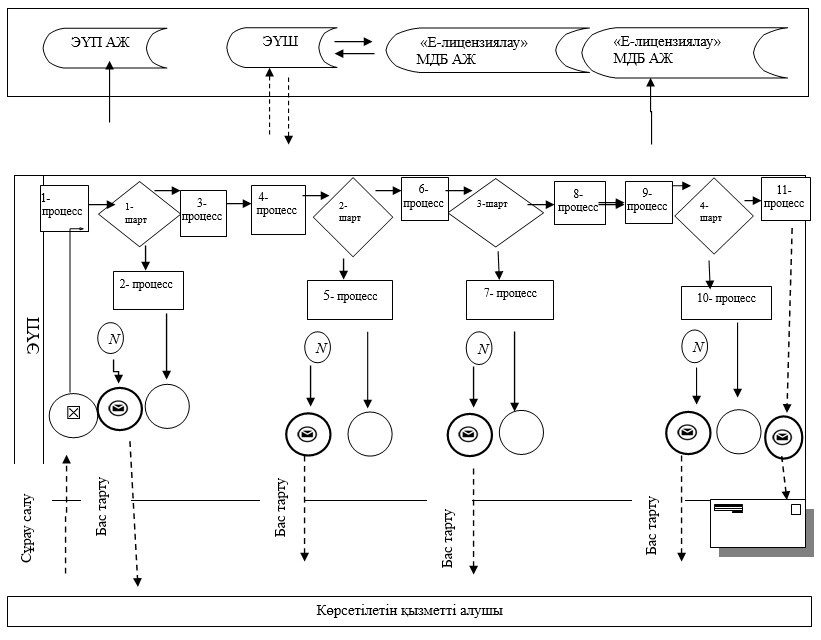 ЭҮП АЖ
ЭҮШ
«Е-лицензиялау»
МДБ АЖ
«Е-лицензиялау»
МДБ АЖ
1-
процесс
1-
шарт
3-
процесс
4-
процесс
2-
шарт
6-
процесс
3-шарт
8-
процесс
9-
процесс
4-
шарт
11-
процесс
2- процесс
5- процесс
7- процесс
10- процесс
ЭҮП
N
N
N
N
Сұрау салу
Бас тарту
Бас тарту
Бас тарту
Бас тарту
Көрсетілетін қызметті алушы